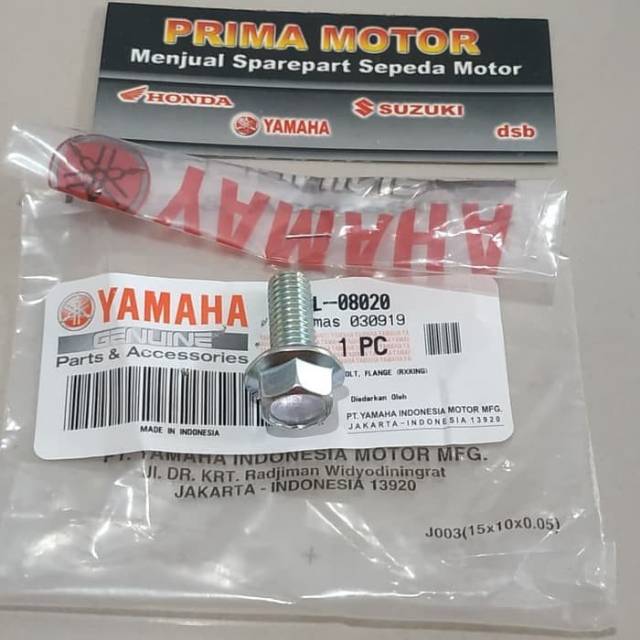 PRIMA MOTOR
Menjual Sparepart Sepeda Motor
HONDA
SUZUKI
YAMAHA
dsb
YAMAHA
YAMAHA
L-08020
GENUINE
mas 030919
Parts & Accessories
1 PC
OLT, FLANGE (RXKING)
Diedarkan Oleh
MADE IN INDONESIA
PT. YAMAHA INDONESIA MOTOR MFG.
JAKARTA-INDONESIA 13920
PT. YAMAHA INDONESIA MOTOR MFG.
Jl. DR. KRT. Radjiman Widyodiningrat
JAKARTA - INDONESIA 13920
J003(15x10x0.05)